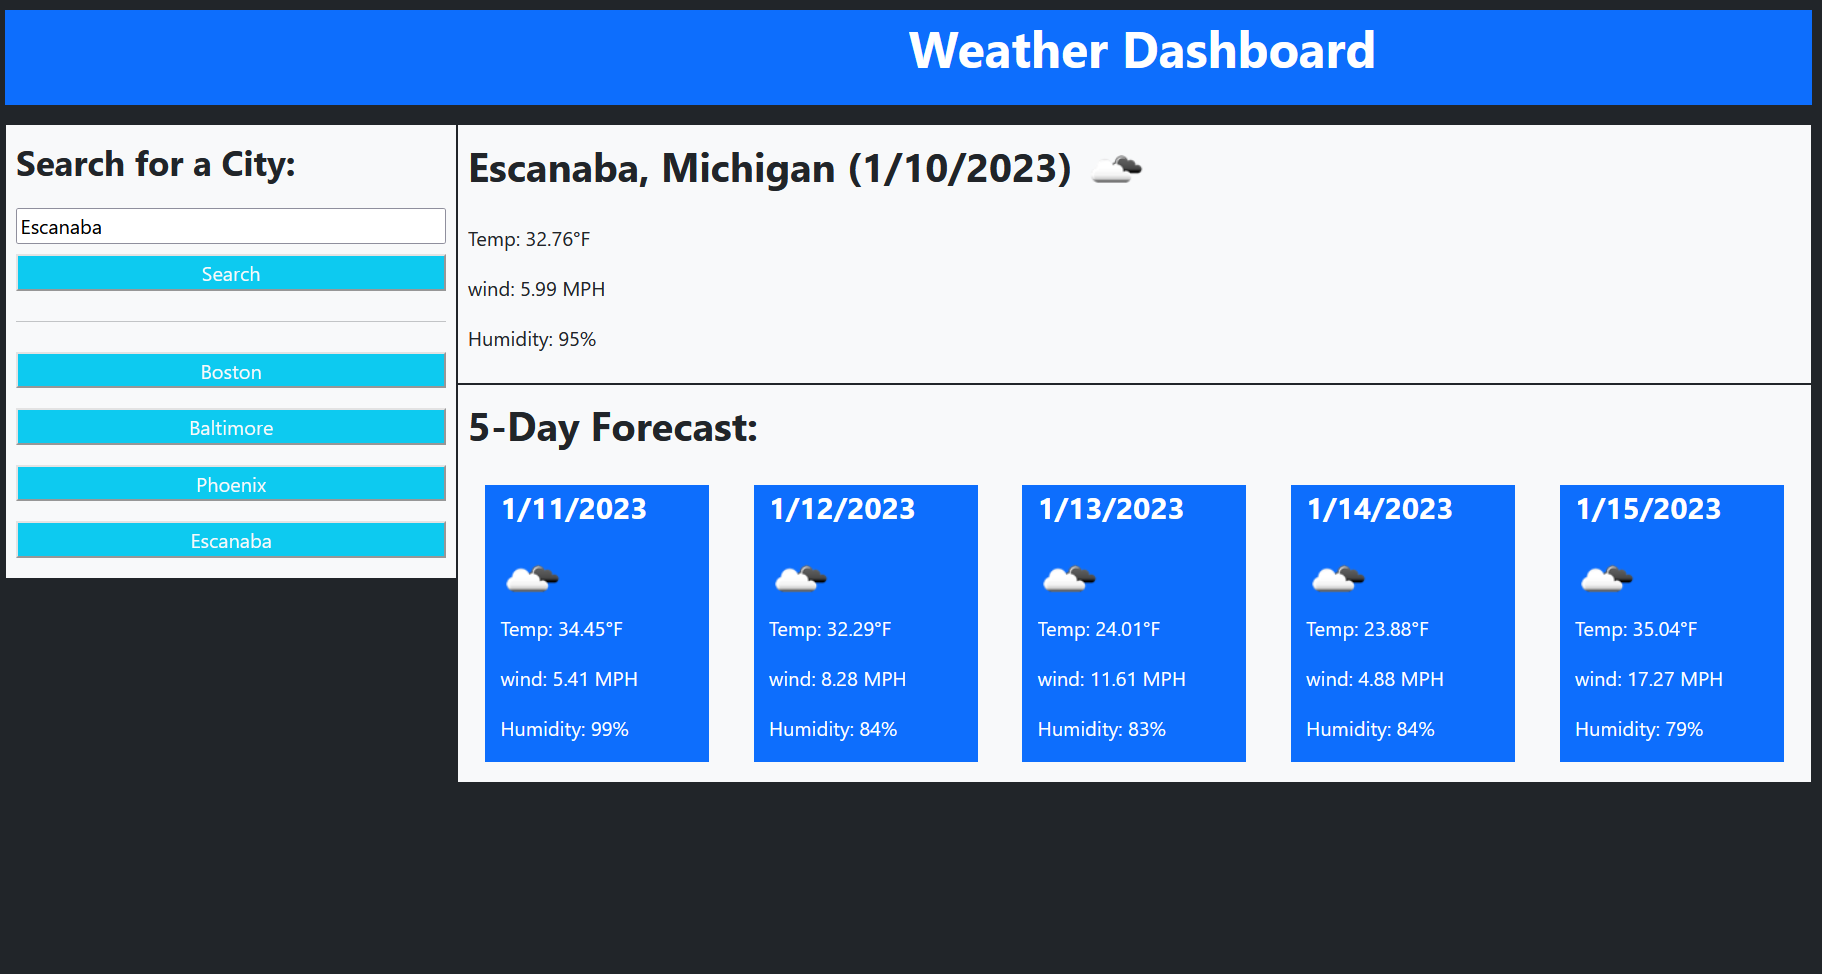 Weather Dashboard
Search for a City:
Escanaba
Search
Boston
Baltimore
Phoenix
Escanaba
Escanaba, Michigan (1/10/2023)
Temp: 32.76°F
wind: 5.99 MPH
Humidity: 95%
5-Day Forecast:
1/11/2023
Temp: 34.45°F
wind: 5.41 MPH
Humidity: 99%
1/12/2023
Temp: 32.29°F
wind: 8.28 MPH
Humidity: 84%
1/13/2023
Temp: 24.01°F
wind: 11.61 MPH
Humidity: 83%
1/14/2023
Temp: 23.88°F
wind: 4.88 MPH
Humidity: 84%
1/15/2023
Temp: 35.04°F
wind: 17.27 MPH
Humidity: 79%